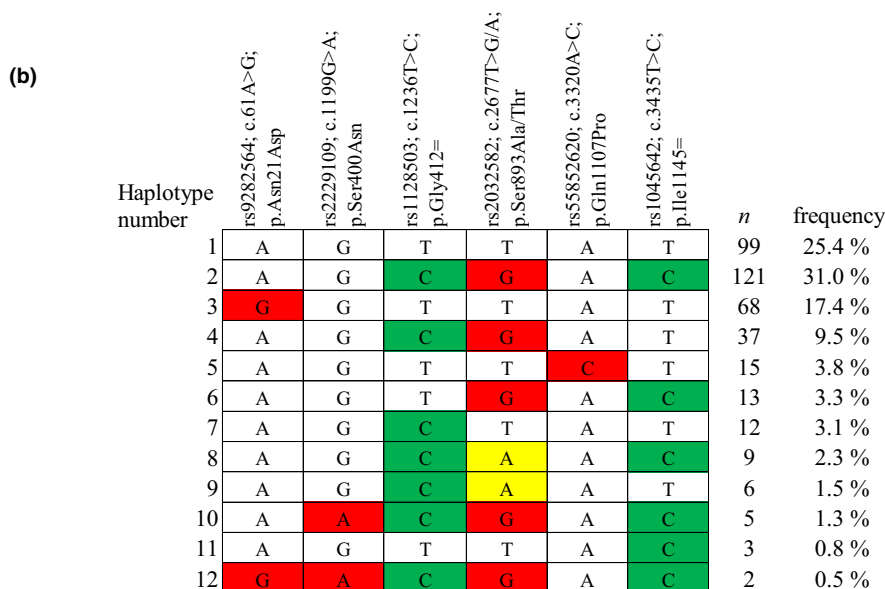 (b)
rs9282564; c.61A>G;
p.Asn21Asp
rs2229109; c.1199G>A;
p.Ser400Asn
rs1128503; c.1236T>C;
p.Gly412=
rs2032582; c.2677T>G/A;
p.Ser893Ala/Thr
rs55852620; c.3320A>C;
p.Gln1107Pro
rs1045642; c.3435T>C;
p.Ile1145=
Haplotype
number n frequency
1 A G T T A T 99 25.4 %
2 A G C G A C 121 31.0 %
3 G G T T A T 68 17.4 %
4 A G C G A T 37 9.5 %
5 A G T T C T 15 3.8 %
6 A G T G A C 13 3.3 %
7 A G C T A T 12 3.1 %
8 A G C A A C 9 2.3 %
9 A G C A A T 6 1.5 %
10 A A C G A C 5 1.3 %
11 A G T T A C 3 0.8 %
12 G A C G A C 2 0.5 %